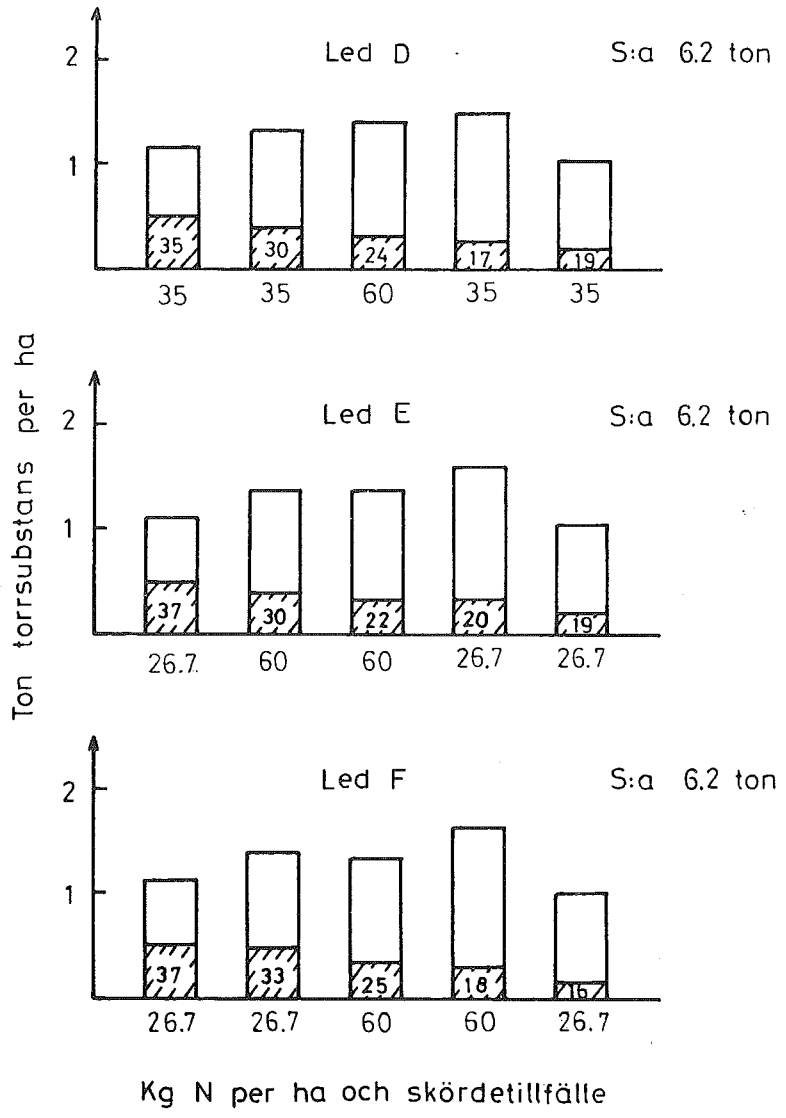 Led D S:a 6.2 ton
2
1
35 30 24 17 19
35 35 60 35 35
Ton torrsubstans per ha
Led E S:a 6.2 ton
2
1
37 30 22 20 19
26.7 60 60 26.7 26.7
Led F S:a 6.2 ton
2
1
37 33 25 18 16
26.7 26.7 60 60 26.7
Kg N per ha och skördetillfälle